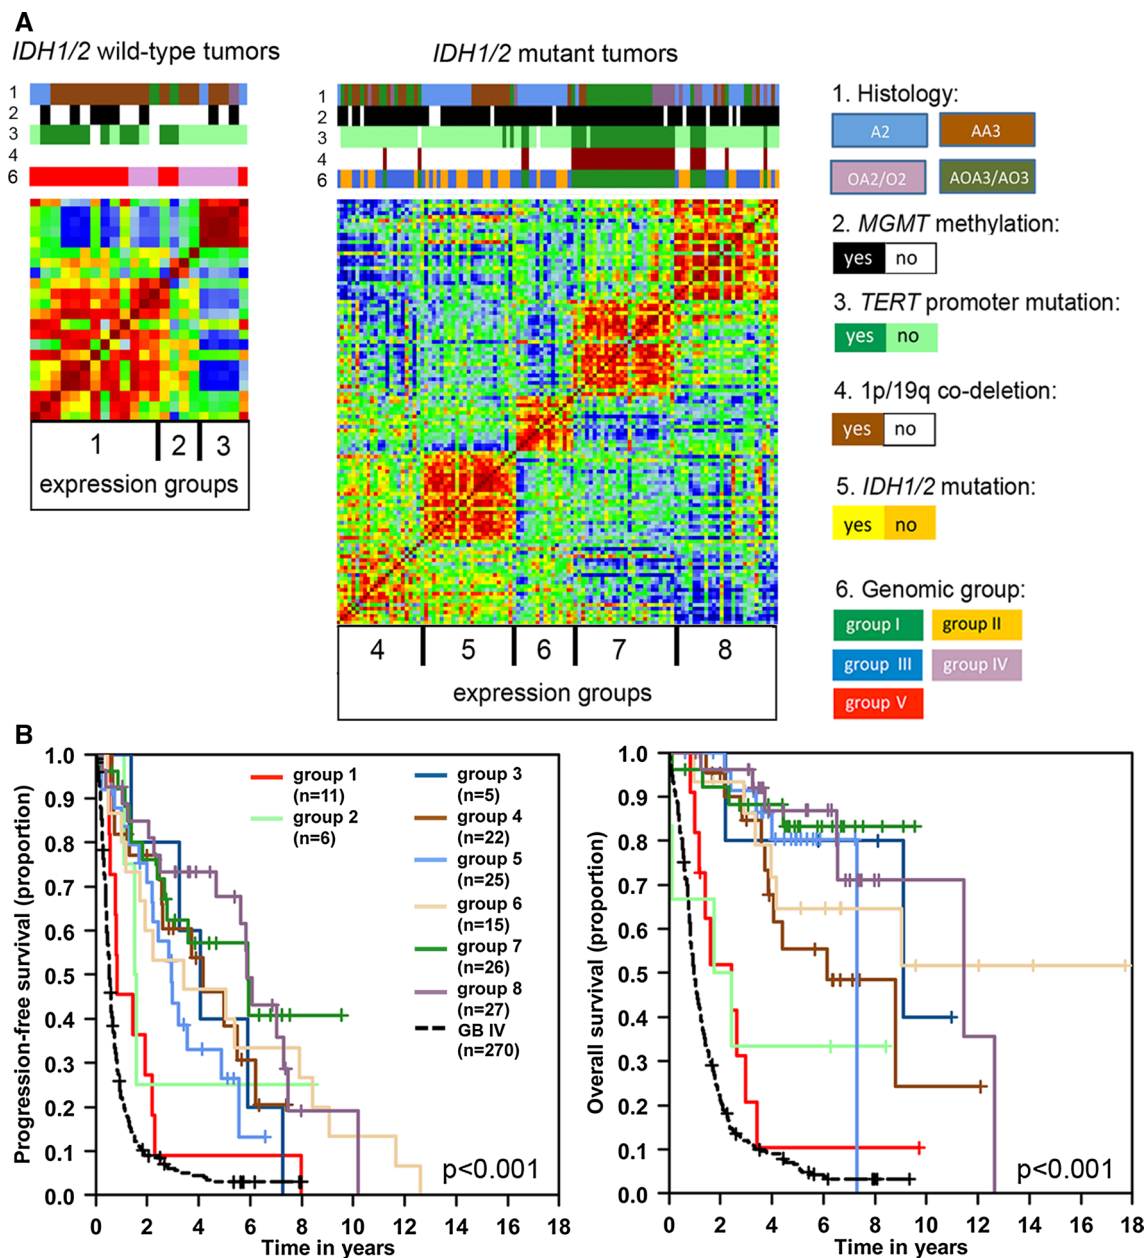 A
IDH1/2 wild-type tumors
IDH1/2 mutant tumors
1
2
3
4
6
1
2
3
4
6
1 2 3
expression groups
4 5 6 7 8
expression groups
1. Histology:
A2 AA3
OA2/O2 AOA3/AO3
2. MGMT methylation:
yes no
3. TERT promoter mutation:
yes no
4. 1p/19q co-deletion:
yes no
5. IDH1/2 mutation:
yes no
6. Genomic group:
group I group II
group III group IV
group V
B
Progression-free survival (proportion)
1.0
0.9
0.8
0.7
0.6
0.5
0.4
0.3
0.2
0.1
0.0
0 2 4 6 8 10 12 14 16 18
Time in years
group 1
(n=11)
group 2
(n=6)
group 3
(n=5)
group 4
(n=22)
group 5
(n=25)
group 6
(n=15)
group 7
(n=26)
group 8
(n=27)
GB IV
(n=270)
p<0.001
Overall survival (proportion)
1.0
0.9
0.8
0.7
0.6
0.5
0.4
0.3
0.2
0.1
0.0
0 2 4 6 8 10 12 14 16 18
Time in years
p<0.001